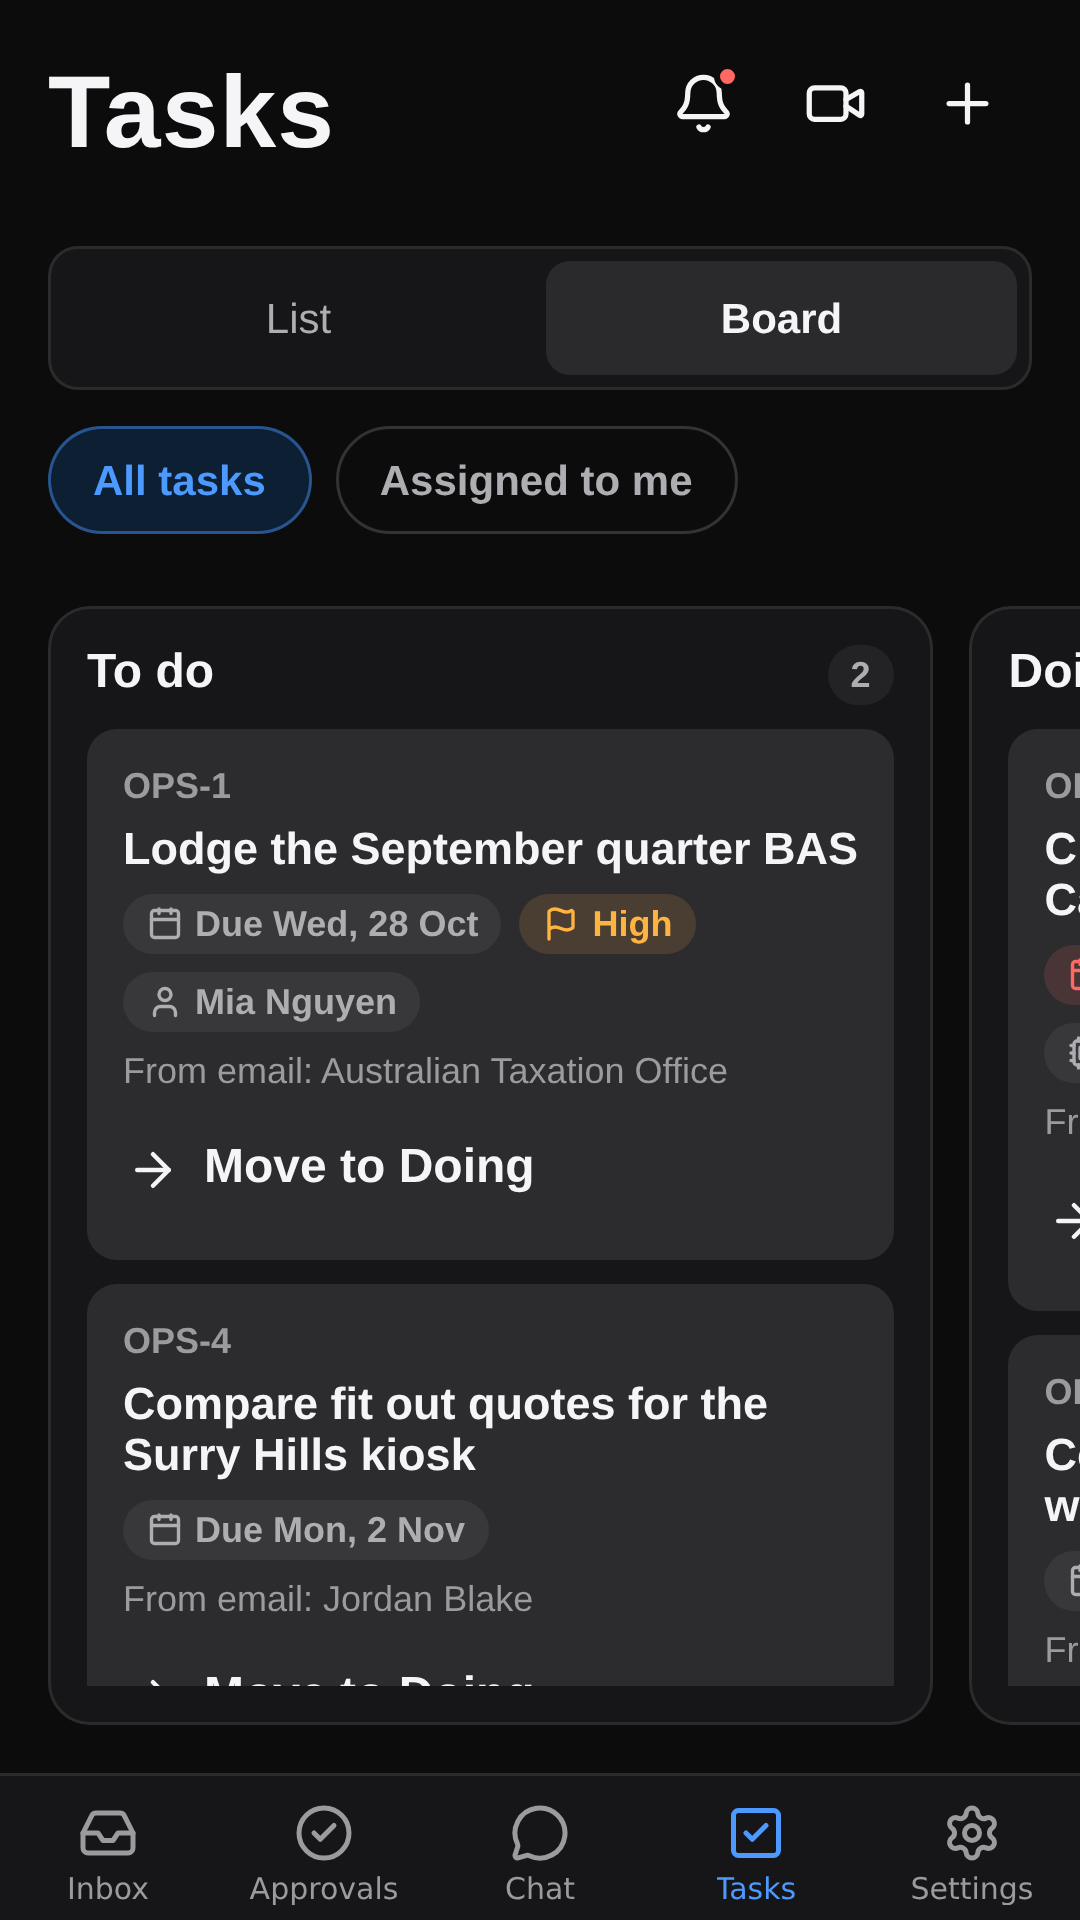 Tasks
List
Board
All tasks
Assigned to me
To do
2
OPS-1
Lodge the September quarter BAS
Due Wed, 28 Oct
High
Mia Nguyen
From email: Australian Taxation Office
Move to Doing
OPS-4
Compare fit out quotes for the
Surry Hills kiosk
Due Mon, 2 Nov
From email: Jordan Blake
Move to Doing
Inbox
Approvals
Chat
Tasks
Settings